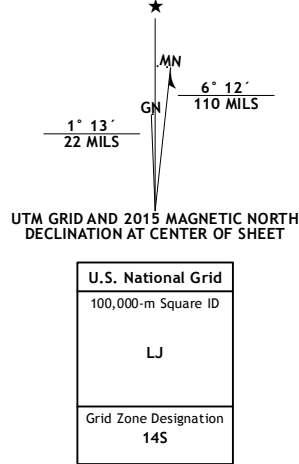 ★
MN
GN
6° 12´
110 MILS
1° 13´
22 MILS
UTM GRID AND 2015 MAGNETIC NORTH
DECLINATION AT CENTER OF SHEET
U.S. National Grid
100,000-m Square ID
LJ
Grid Zone Designation
14S